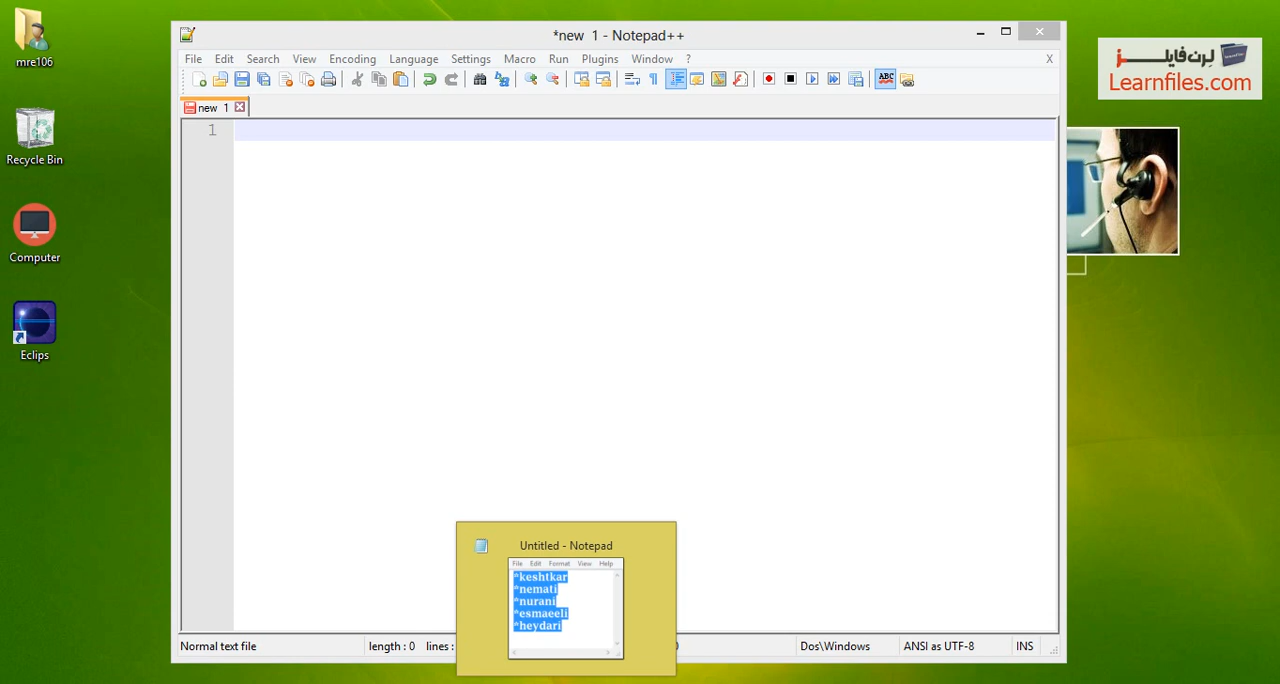 mre106
Recycle Bin
Computer
Eclips
*new 1 - Notepad++
File Edit Search View Encoding Language Settings Macro Run Plugins Window ? X
ABC
new 1
1
Normal text file length : 0 lines : Dos\Windows ANSI as UTF-8 INS
Untitled - Notepad
File Edit Format View Help
*keshtkar
*nemati
*nurani
*esmaeeli
*heydari
لرن‌فایلز
Learnfiles.com